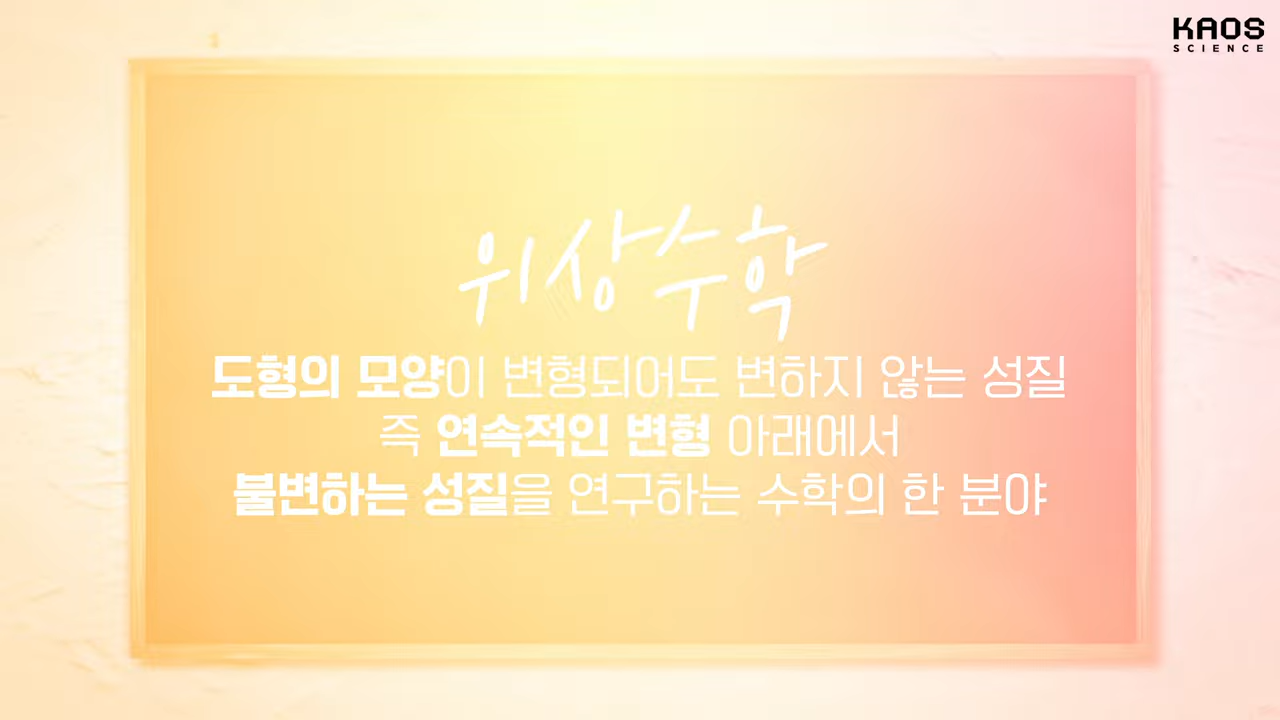 KAOS
SCIENCE
위상수학
도형의 모양이 변형되어도 변하지 않는 성질
즉 연속적인 변형 아래에서
불변하는 성질을 연구하는 수학의 한 분야